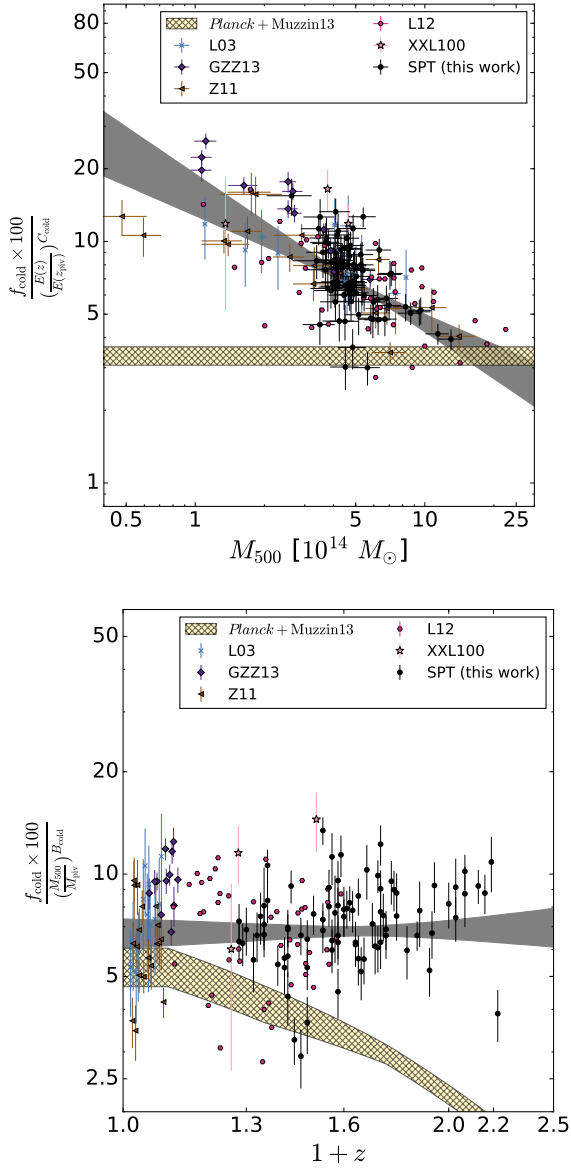 80
40
20
10
5
1
f_cold × 100
(E(z) / E(z_piv))^C_cold
Planck + Muzzin13
L03
GZZ13
Z11
L12
XXL100
SPT (this work)
0.5 1 5 10 25
M_500 [10^14 M_⊙]
50
20
10
5
2.5
f_cold × 100
(M_500 / M_piv)^B_cold
Planck + Muzzin13
L03
GZZ13
Z11
L12
XXL100
SPT (this work)
1.0 1.3 1.6 2.0 2.2 2.5
1 + z